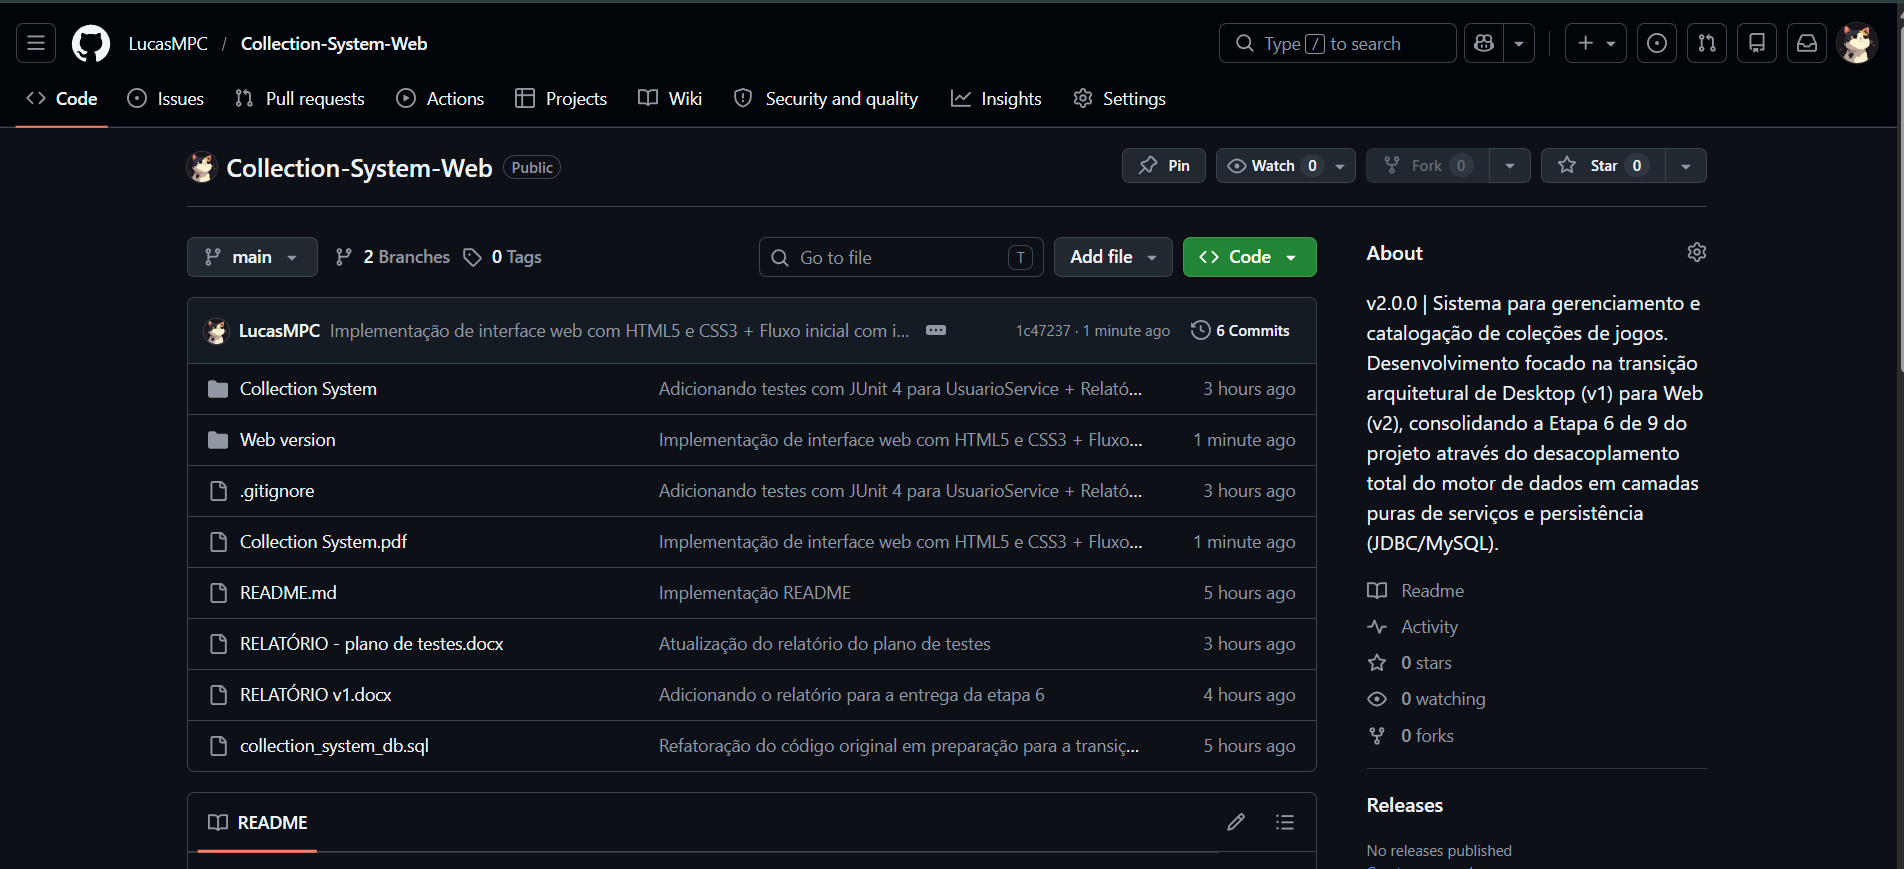 LucasMPC / Collection-System-Web
Type / to search
Code
Issues
Pull requests
Actions
Projects
Wiki
Security and quality
Insights
Settings
Collection-System-Web Public
Pin
Watch 0
Fork 0
Star 0
main
2 Branches
0 Tags
Go to file T
Add file
Code
LucasMPC Implementação de interface web com HTML5 e CSS3 + Fluxo inicial com i... 1c47237 · 1 minute ago 6 Commits
Collection System Adicionando testes com JUnit 4 para UsuarioService + Relató... 3 hours ago
Web version Implementação de interface web com HTML5 e CSS3 + Fluxo... 1 minute ago
.gitignore Adicionando testes com JUnit 4 para UsuarioService + Relató... 3 hours ago
Collection System.pdf Implementação de interface web com HTML5 e CSS3 + Fluxo... 1 minute ago
README.md Implementação README 5 hours ago
RELATÓRIO - plano de testes.docx Atualização do relatório do plano de testes 3 hours ago
RELATÓRIO v1.docx Adicionando o relatório para a entrega da etapa 6 4 hours ago
collection_system_db.sql Refatoração do código original em preparação para a transiç... 5 hours ago
README
About
v2.0.0 | Sistema para gerenciamento e
catalogação de coleções de jogos.
Desenvolvimento focado na transição
arquitetural de Desktop (v1) para Web
(v2), consolidando a Etapa 6 de 9 do
projeto através do desacoplamento
total do motor de dados em camadas
puras de serviços e persistência
(JDBC/MySQL).
Readme
Activity
0 stars
0 watching
0 forks
Releases
No releases published